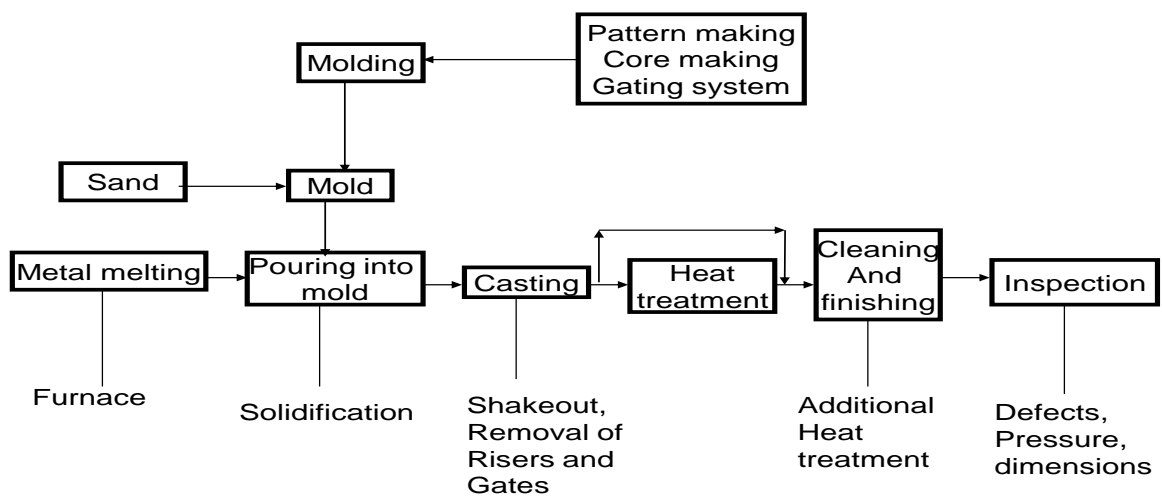 Pattern making
Core making
Gating system
Molding
Sand
Mold
Metal melting
Pouring into
mold
Casting
Heat
treatment
Cleaning
And
finishing
Inspection
Furnace
Solidification
Shakeout,
Removal of
Risers and
Gates
Additional
Heat
treatment
Defects,
Pressure,
dimensions